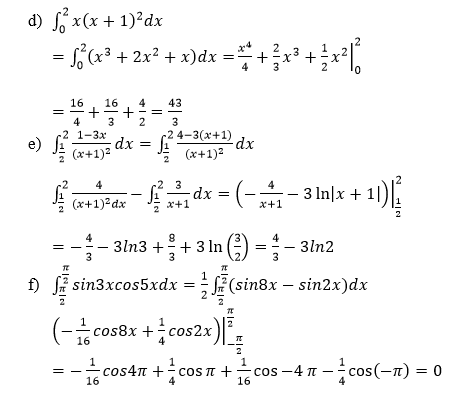 d) ∫₀² x(x + 1)²dx
= ∫₀²(x³ + 2x² + x)dx = x⁴/4 + 2/3 x³ + 1/2 x²|₀²
= 16/4 + 16/3 + 4/2 = 43/3
e) ∫_{1/2}^{2} (1−3x)/(x+1)² dx = ∫_{1/2}^{2} (4−3(x+1))/(x+1)² dx
∫_{1/2}^{2} 4/((x+1)²dx) − ∫_{1/2}^{2} 3/(x+1) dx = (−4/(x+1) − 3 ln|x + 1|)|_{1/2}^{2}
= −4/3 − 3ln3 + 8/3 + 3 ln (3/2) = 4/3 − 3ln2
f) ∫_{π/2}^{π/2} sin3xcos5xdx = 1/2 ∫_{π/2}^{π/2}(sin8x − sin2x)dx
(−1/16 cos8x + 1/4 cos2x)|_{−π/2}^{π/2}
= −1/16 cos4π + 1/4 cos π + 1/16 cos −4 π − 1/4 cos(−π) = 0